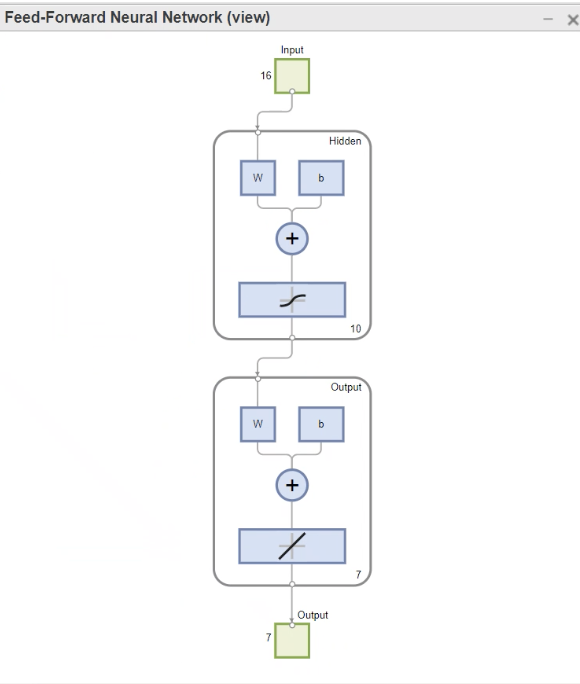 Feed-Forward Neural Network (view)
Input
16
Hidden
W b
+
10
Output
W b
+
7
Output
7